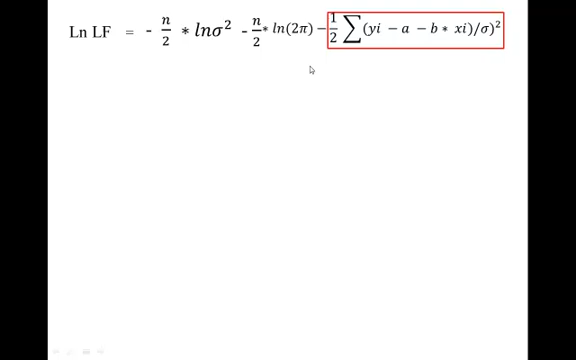 Ln LF = - n/2 * lnσ² - n/2 * ln(2π) − 1/2 ∑(yi − a − b * xi)/σ)²